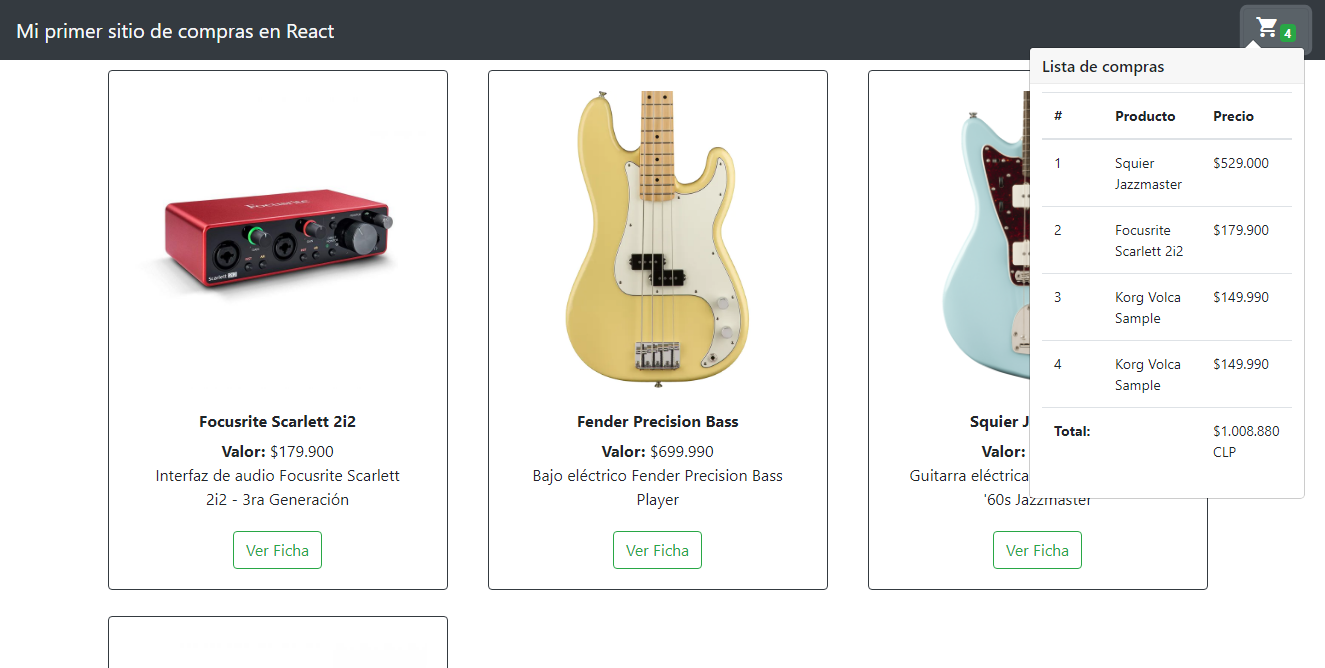 Mi primer sitio de compras en React
4
Lista de compras
# Producto Precio
1 Squier $529.000
Jazzmaster
2 Focusrite $179.900
Scarlett 2i2
3 Korg Volca $149.990
Sample
4 Korg Volca $149.990
Sample
Total: $1.008.880
CLP
Focusrite
Scarlett 2i2
Focusrite Scarlett 2i2
Valor: $179.900
Interfaz de audio Focusrite Scarlett
2i2 - 3ra Generación
Ver Ficha
Fender Precision Bass
Valor: $699.990
Bajo eléctrico Fender Precision Bass
Player
Ver Ficha
Squier J
Valor:
Guitarra eléctrica
'60s Jazzmaster
Ver Ficha